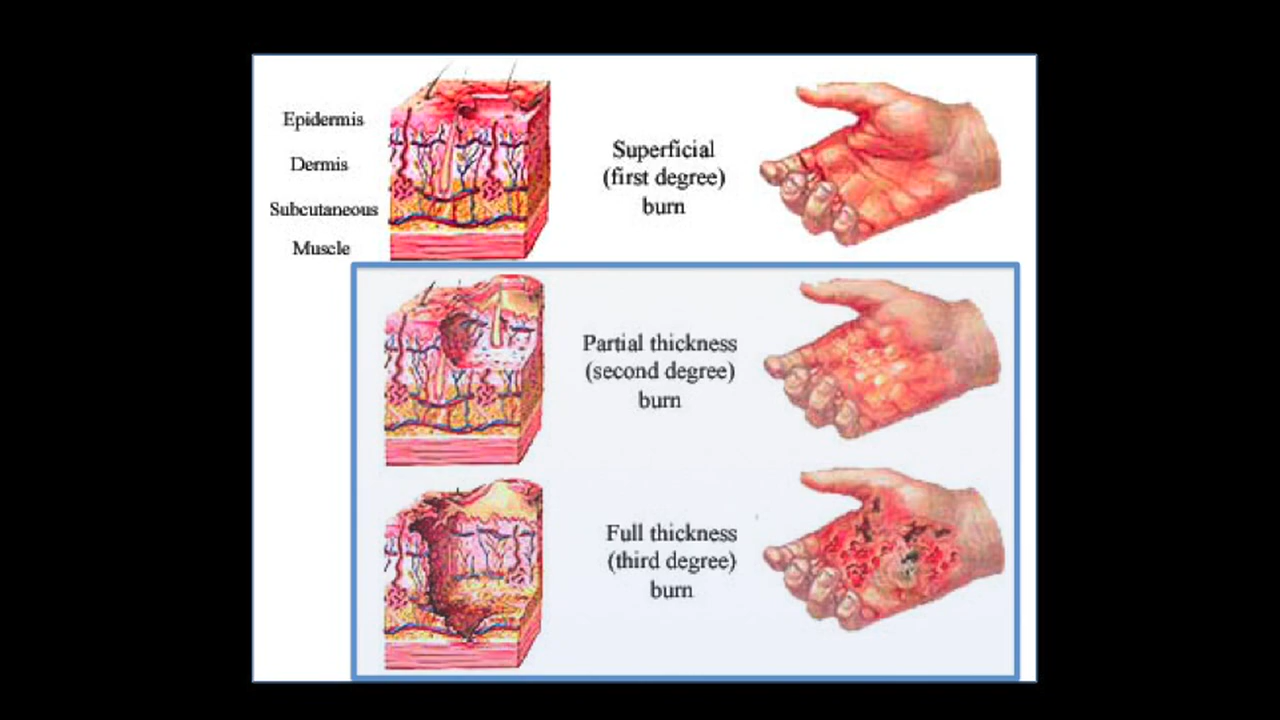 Epidermis
Dermis
Subcutaneous
Muscle
Superficial
(first degree)
burn
Partial thickness
(second degree)
burn
Full thickness
(third degree)
burn